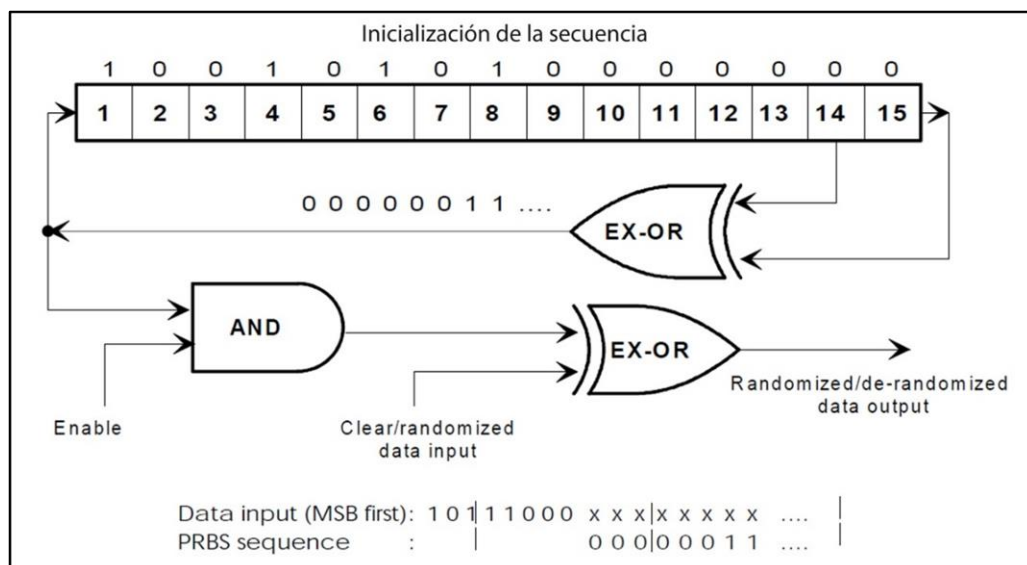 Inicialización de la secuencia
1 0 0 1 0 1 0 1 0 0 0 0 0 0 0
1 2 3 4 5 6 7 8 9 10 11 12 13 14 15
0 0 0 0 0 0 1 1 ....
EX-OR
AND
EX-OR
Enable
Clear/randomized
data input
Randomized/de-randomized
data output
Data input (MSB first): 1 0 1 1 1 0 0 0 x x x x x x x x ....
PRBS sequence : 0 0 0 0 0 0 1 1 ....